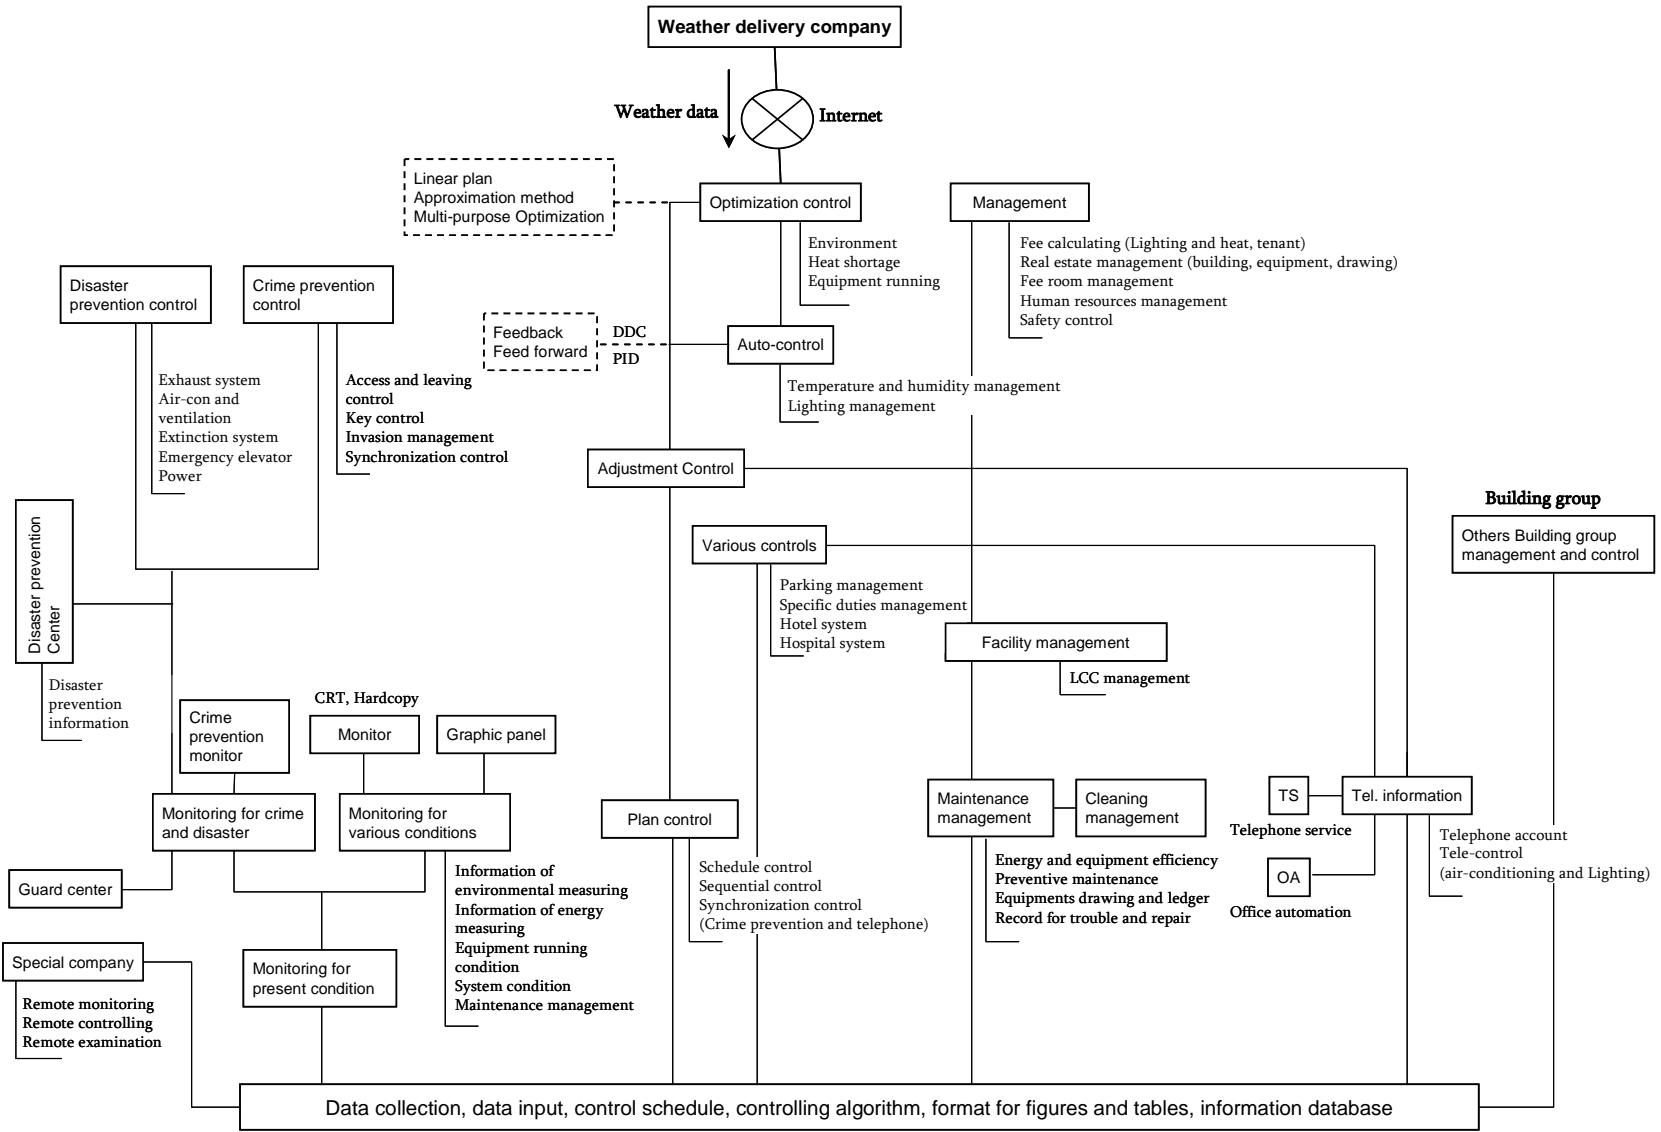 Weather delivery company
Weather data
Internet
Linear plan
Approximation method
Multi-purpose Optimization
Optimization control
Management
Environment
Heat shortage
Equipment running
Fee calculating (Lighting and heat, tenant)
Real estate management (building, equipment, drawing)
Fee room management
Human resources management
Safety control
Disaster
prevention control
Crime prevention
control
Feedback
Feed forward
DDC
PID
Auto-control
Exhaust system
Air-con and
ventilation
Extinction system
Emergency elevator
Power
Access and leaving
control
Key control
Invasion management
Synchronization control
Temperature and humidity management
Lighting management
Adjustment Control
Building group
Others Building group
management and control
Disaster prevention
Center
Various controls
Parking management
Specific duties management
Hotel system
Hospital system
Facility management
LCC management
Disaster
prevention
information
Crime
prevention
monitor
CRT, Hardcopy
Monitor
Graphic panel
Monitoring for crime
and disaster
Monitoring for
various conditions
Plan control
Maintenance
management
Cleaning
management
TS
Telephone service
Tel. information
Telephone account
Tele-control
(air-conditioning and Lighting)
OA
Office automation
Guard center
Information of
environmental measuring
Information of energy
measuring
Equipment running
condition
System condition
Maintenance management
Schedule control
Sequential control
Synchronization control
(Crime prevention and telephone)
Energy and equipment efficiency
Preventive maintenance
Equipments drawing and ledger
Record for trouble and repair
Special company
Remote monitoring
Remote controlling
Remote examination
Monitoring for
present condition
Data collection, data input, control schedule, controlling algorithm, format for figures and tables, information database